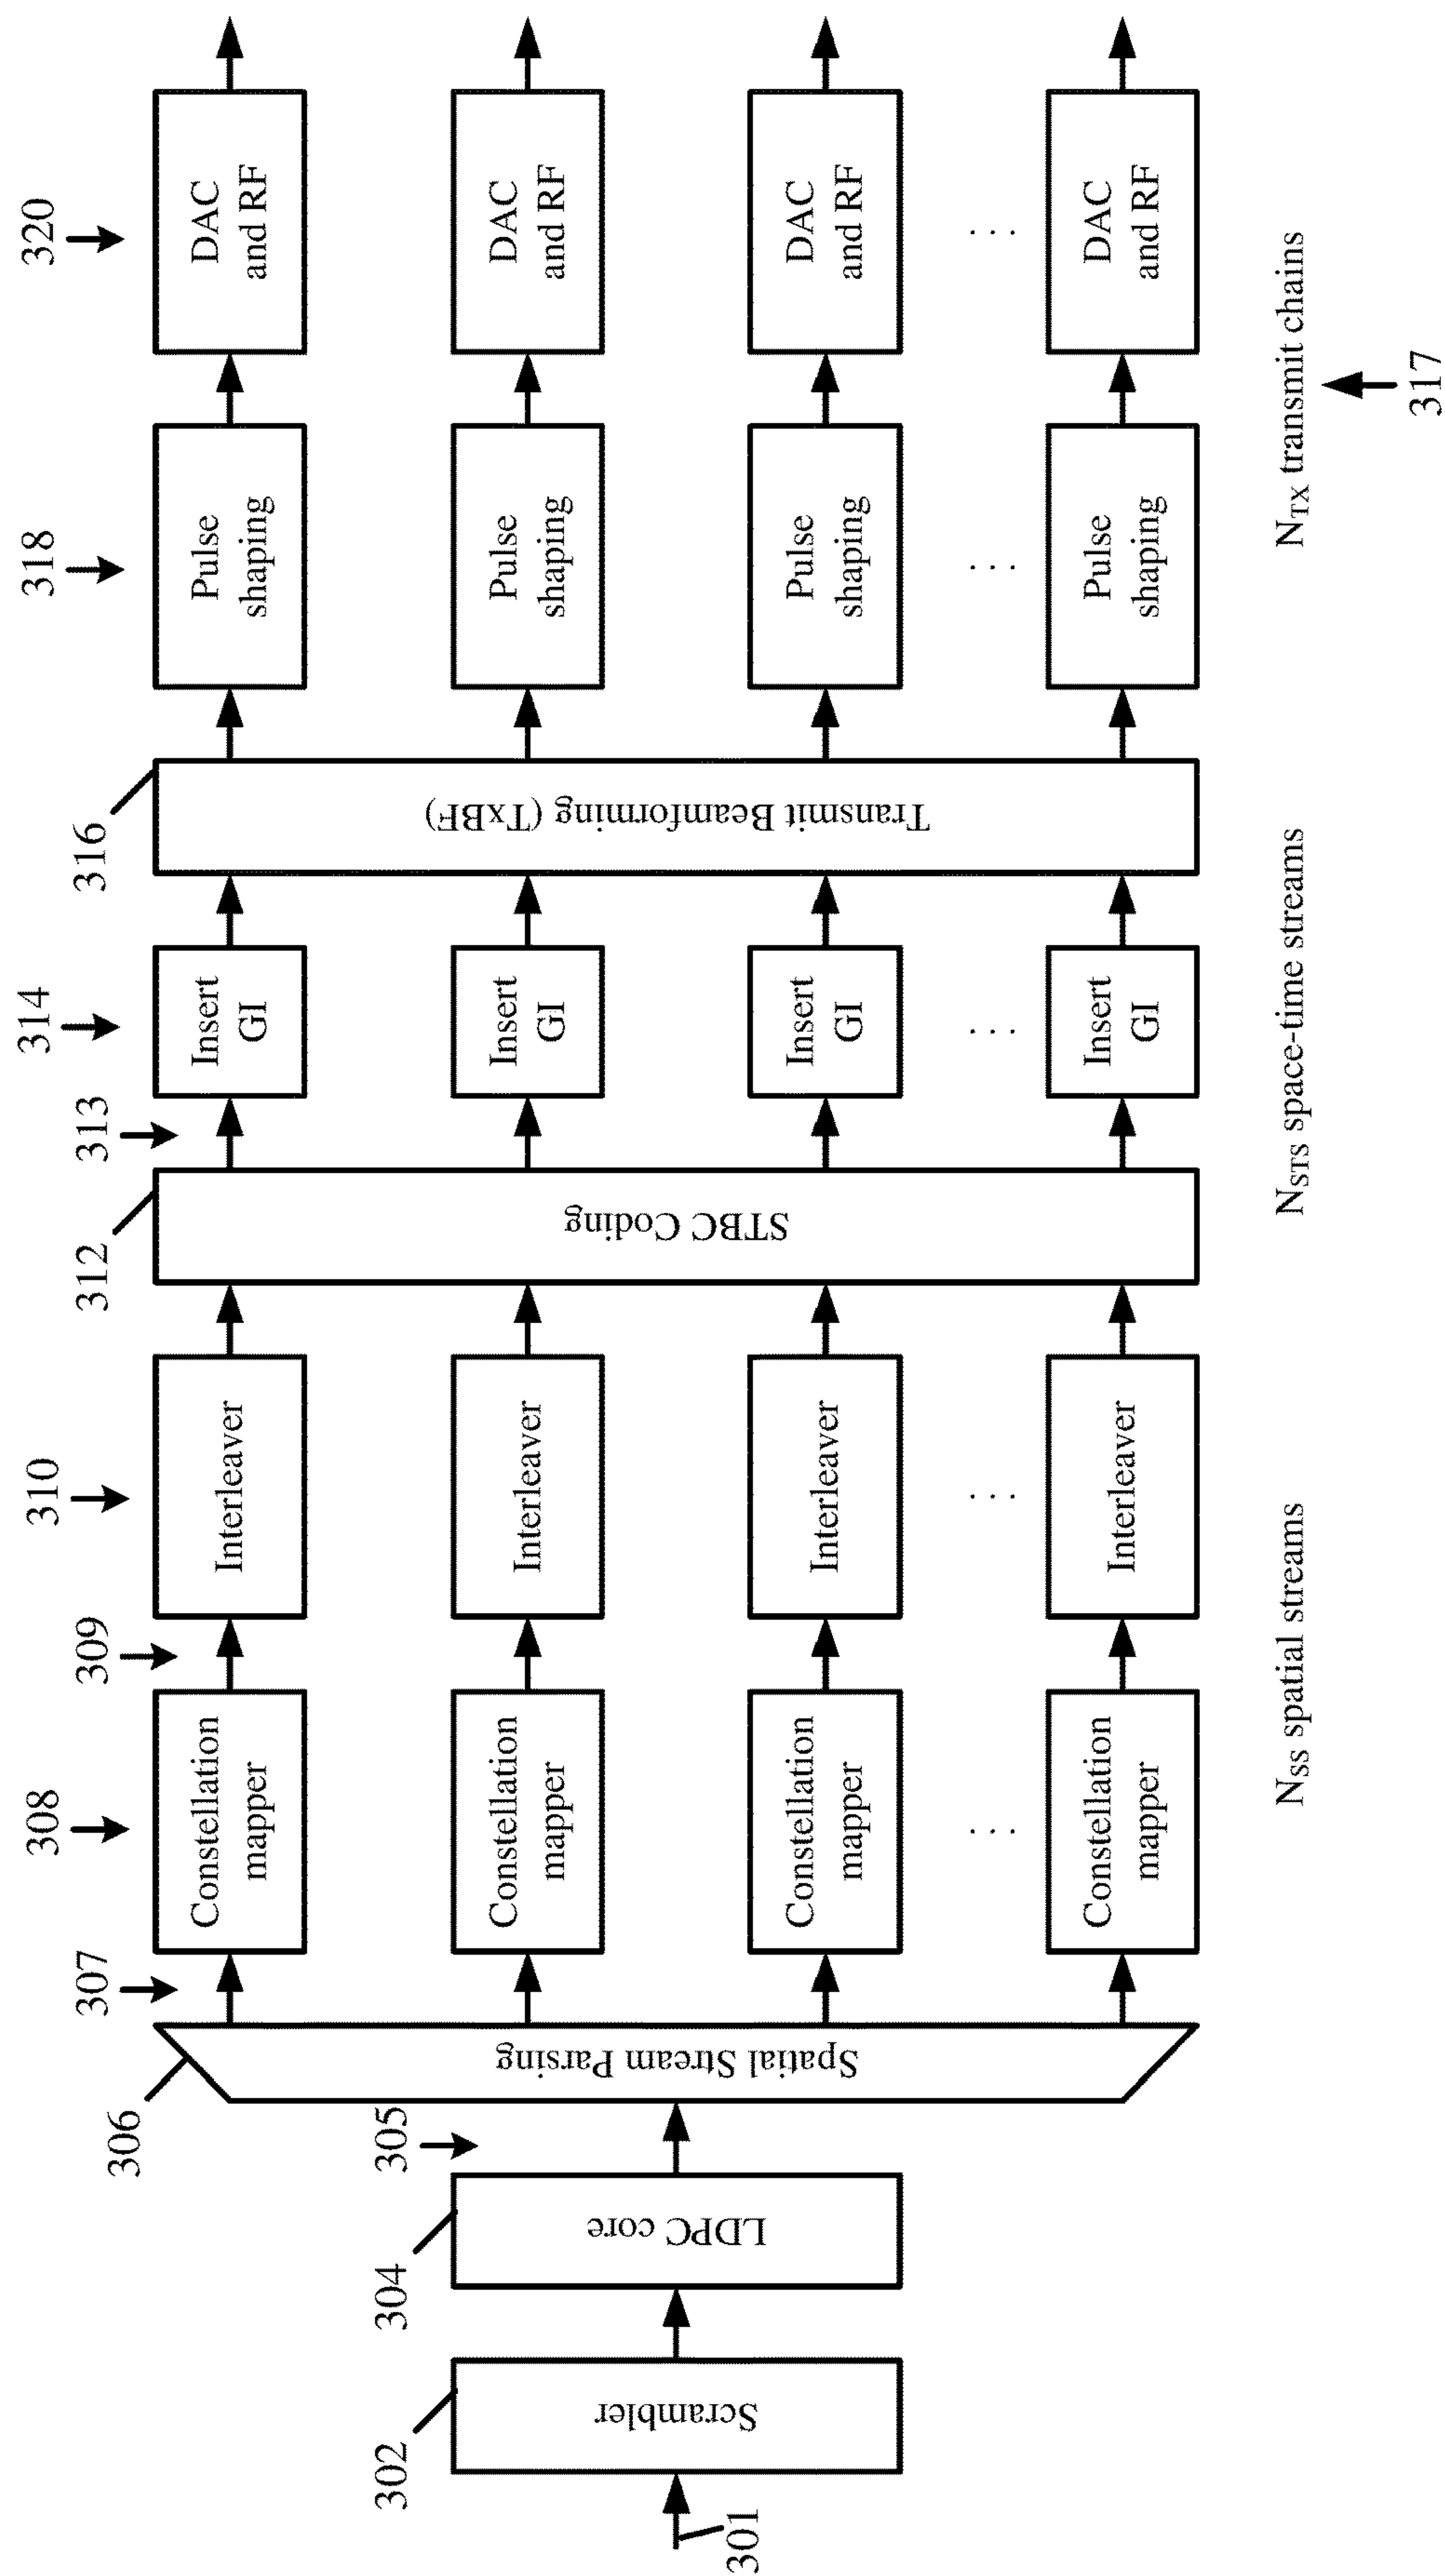 308
310
314
318
320
307
309
312
313
316
306
Constellation
mapper
Interleaver
Insert
GI
Pulse
shaping
DAC
and RF
302
304
305
Scrambler
LDPC core
Spatial Stream Parsing
STBC Coding
Transmit Beamforming (TxBF)
Constellation
mapper
Interleaver
Insert
GI
Pulse
shaping
DAC
and RF
301
Constellation
mapper
Interleaver
Insert
GI
Pulse
shaping
DAC
and RF
...
...
...
...
...
Constellation
mapper
Interleaver
Insert
GI
Pulse
shaping
DAC
and RF
NSS spatial streams
NSTS space-time streams
NTX transmit chains
317